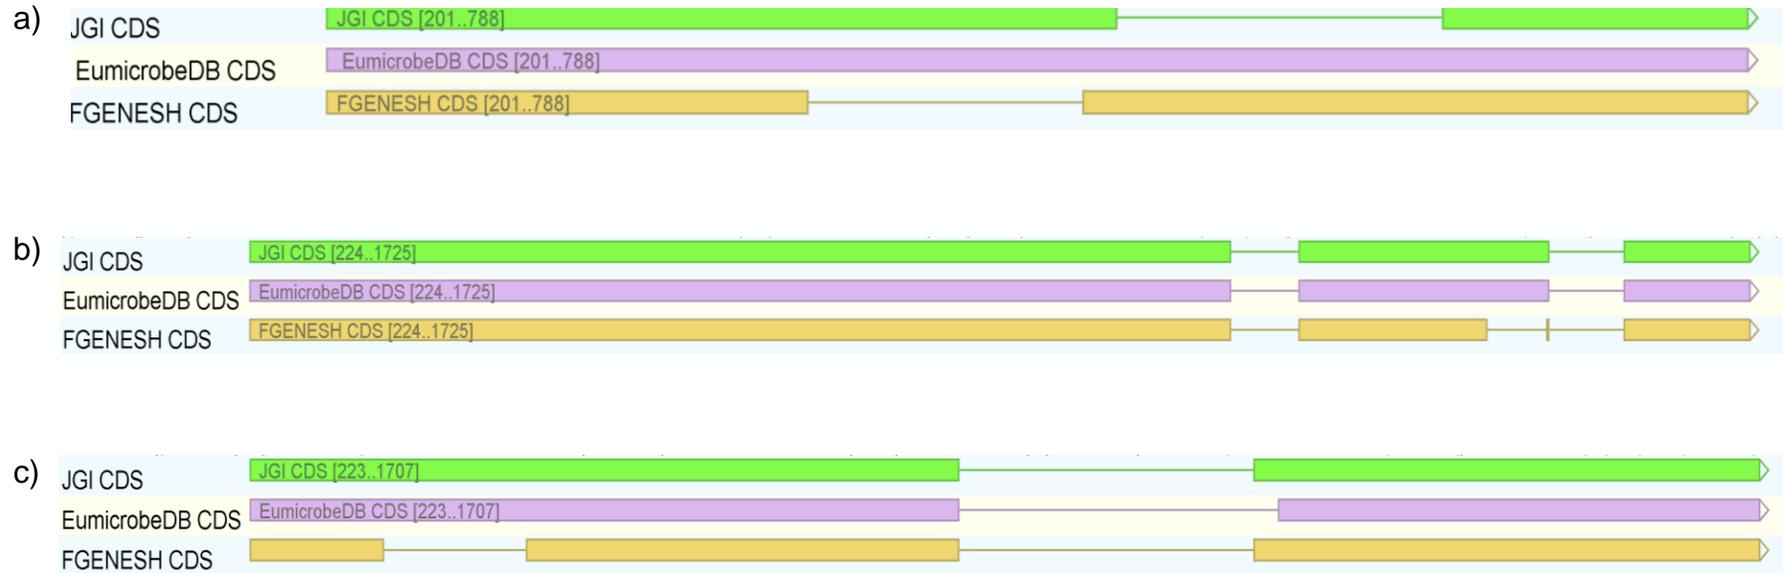 a)
JGI CDS JGI CDS [201..788]
EumicrobeDB CDS EumicrobeDB CDS [201..788]
FGENESH CDS FGENESH CDS [201..788]
b)
JGI CDS JGI CDS [224..1725]
EumicrobeDB CDS EumicrobeDB CDS [224..1725]
FGENESH CDS FGENESH CDS [224..1725]
c)
JGI CDS JGI CDS [223..1707]
EumicrobeDB CDS EumicrobeDB CDS [223..1707]
FGENESH CDS